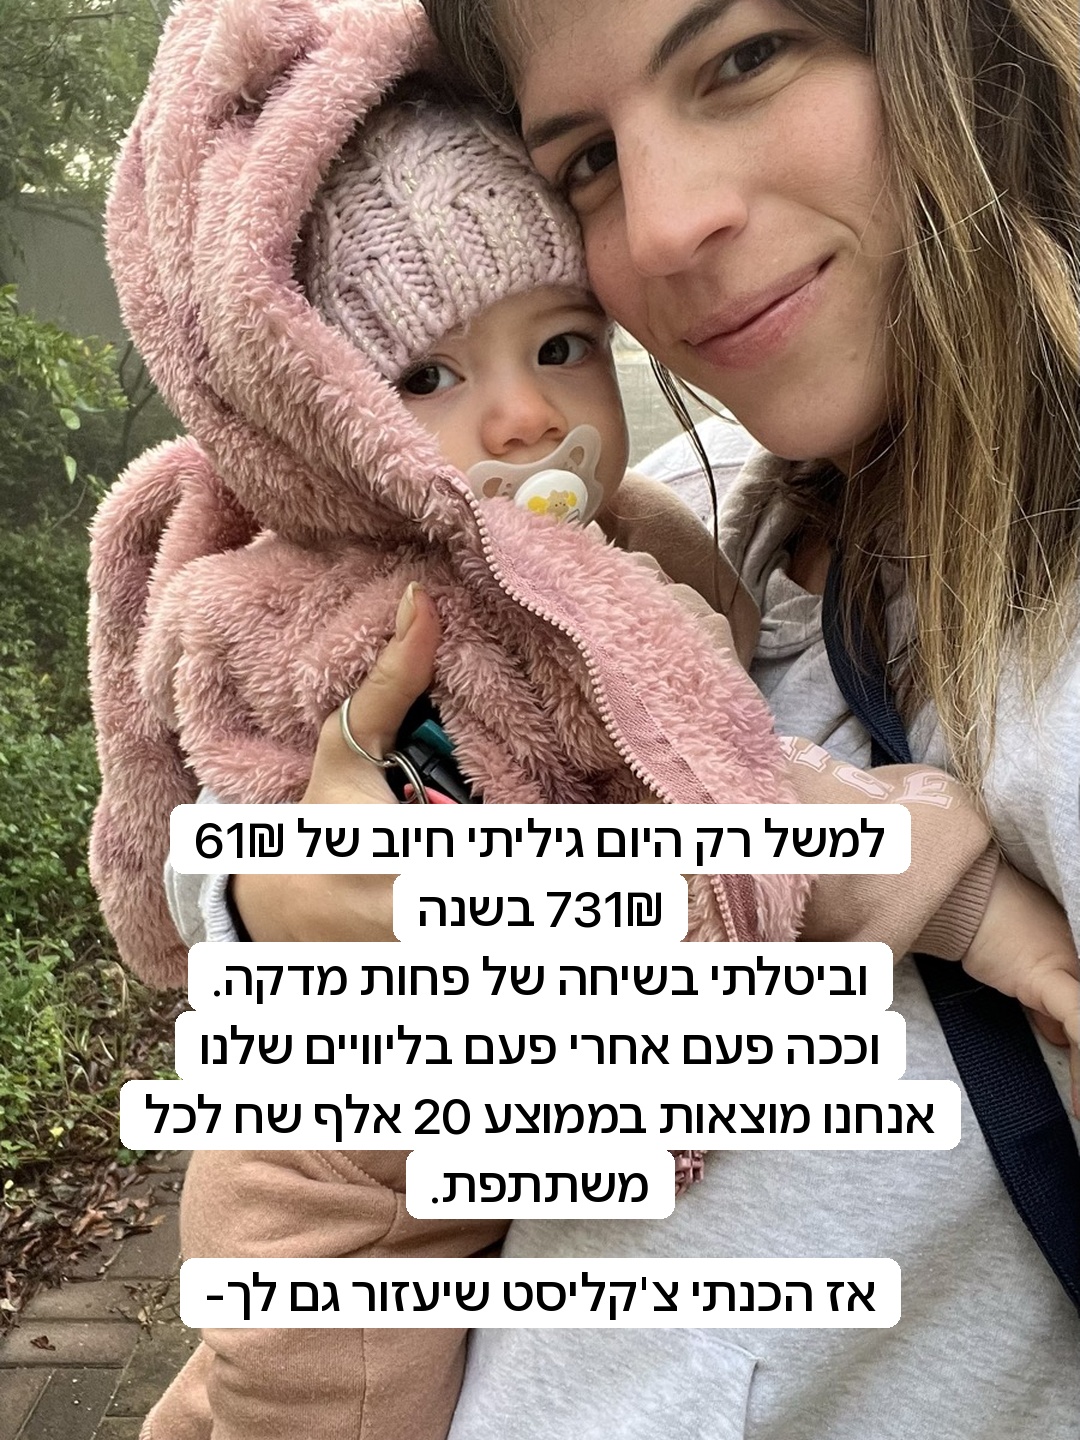 למשל רק היום גיליתי חיוב של 61₪
731₪ בשנה
וביטלתי בשיחה של פחות מדקה.
וככה פעם אחרי פעם בליוויים שלנו
אנחנו מוצאות בממוצע 20 אלף שח לכל
משתתפת.
אז הכנתי צ'קליסט שיעזור גם לך-